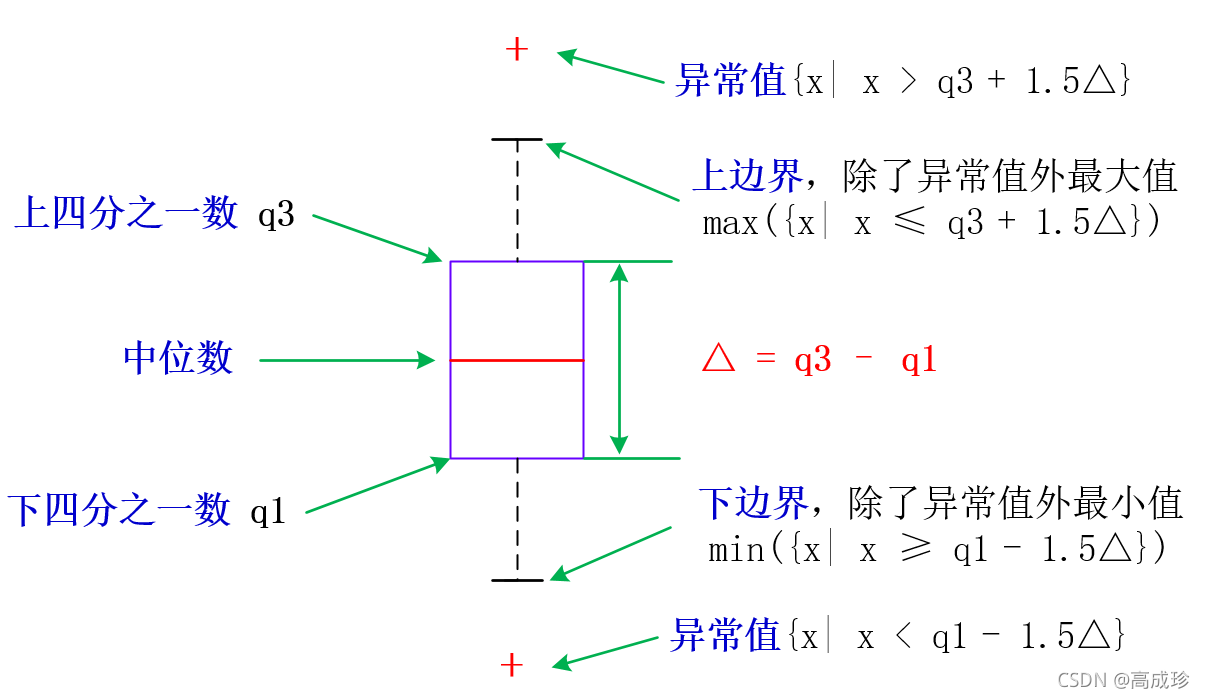 异常值{x| x > q3 + 1.5△}
上边界，除了异常值外最大值
max({x| x ≤ q3 + 1.5△})
上四分之一数 q3
中位数
△ = q3 - q1
下四分之一数 q1
下边界，除了异常值外最小值
min({x| x ≥ q1 - 1.5△})
异常值{x| x < q1 - 1.5△}
CSDN @高成珍